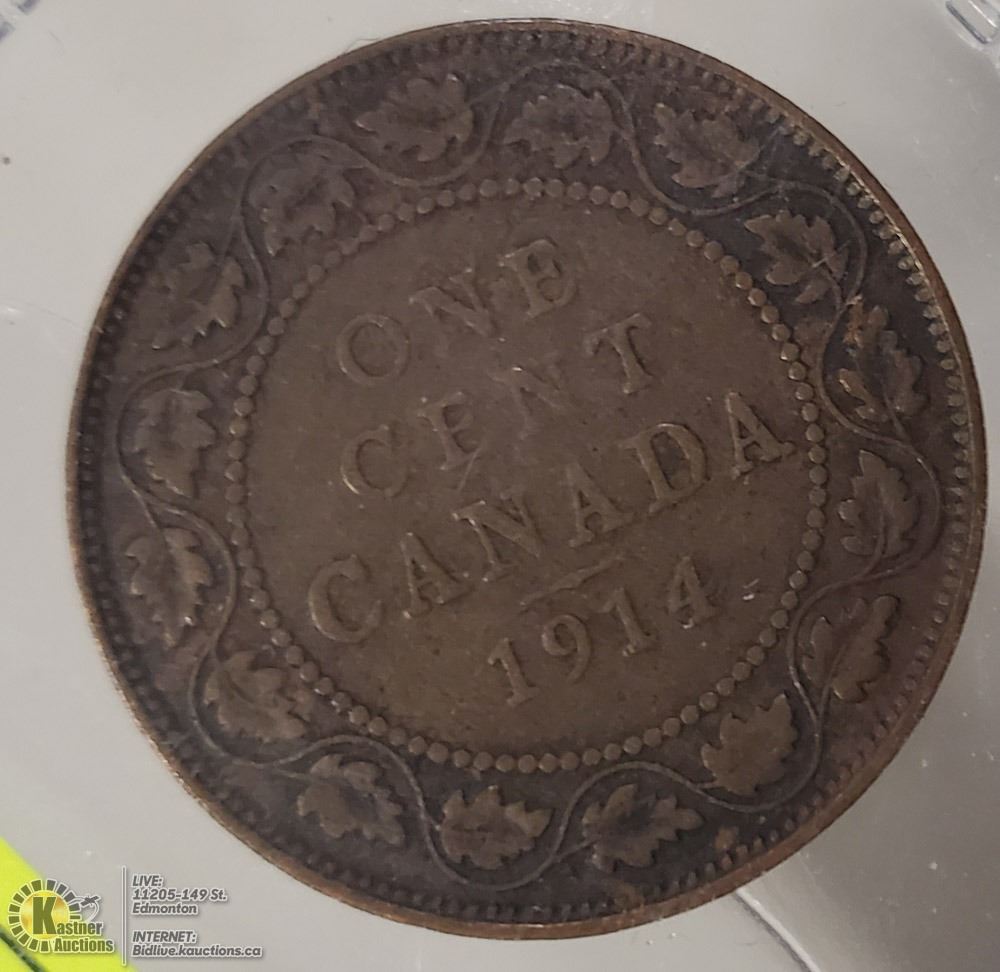 ONE
CENT
CANADA
1914
Kastner
Auctions
LIVE:
11205-149 St.
Edmonton
INTERNET:
Bidlive.kauctions.ca